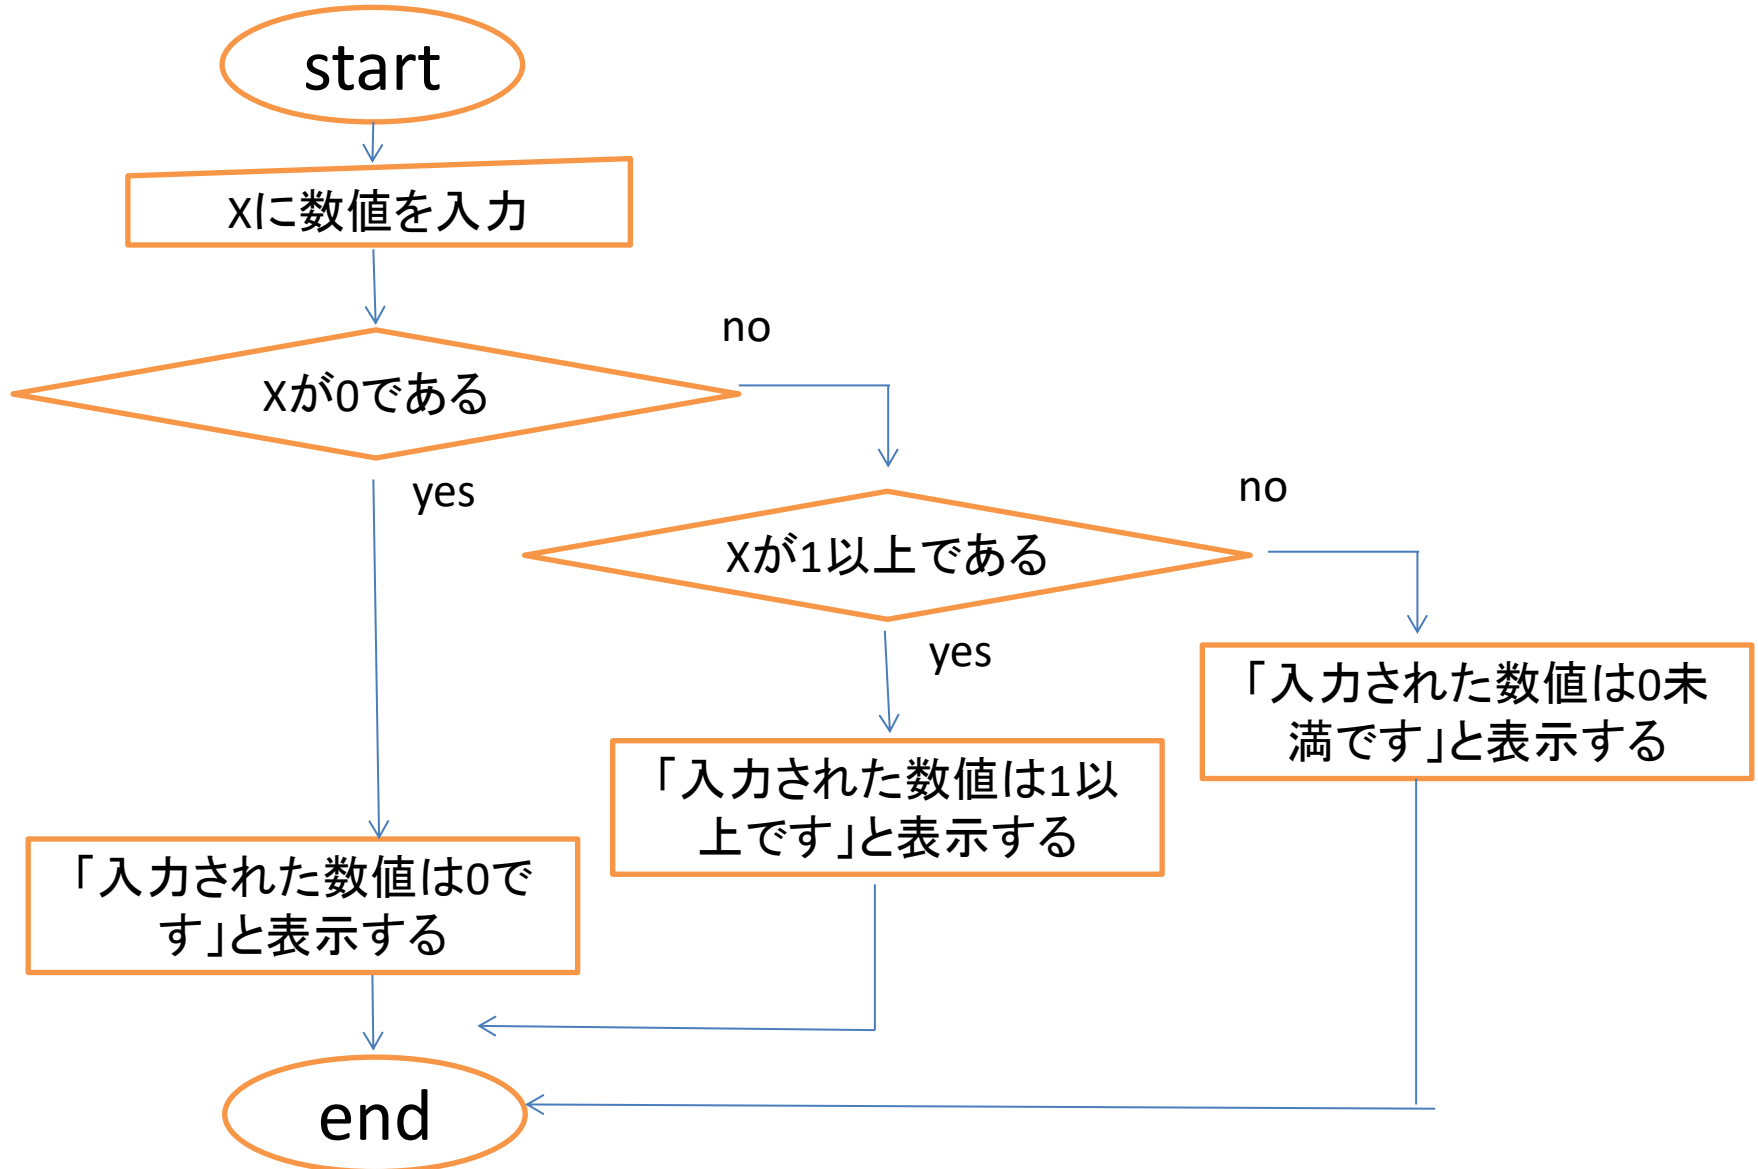 start
Xに数値を入力
no
Xが0である
yes
no
Xが1以上である
yes
「入力された数値は0未
満です」と表示する
「入力された数値は1以
上です」と表示する
「入力された数値は0で
す」と表示する
end